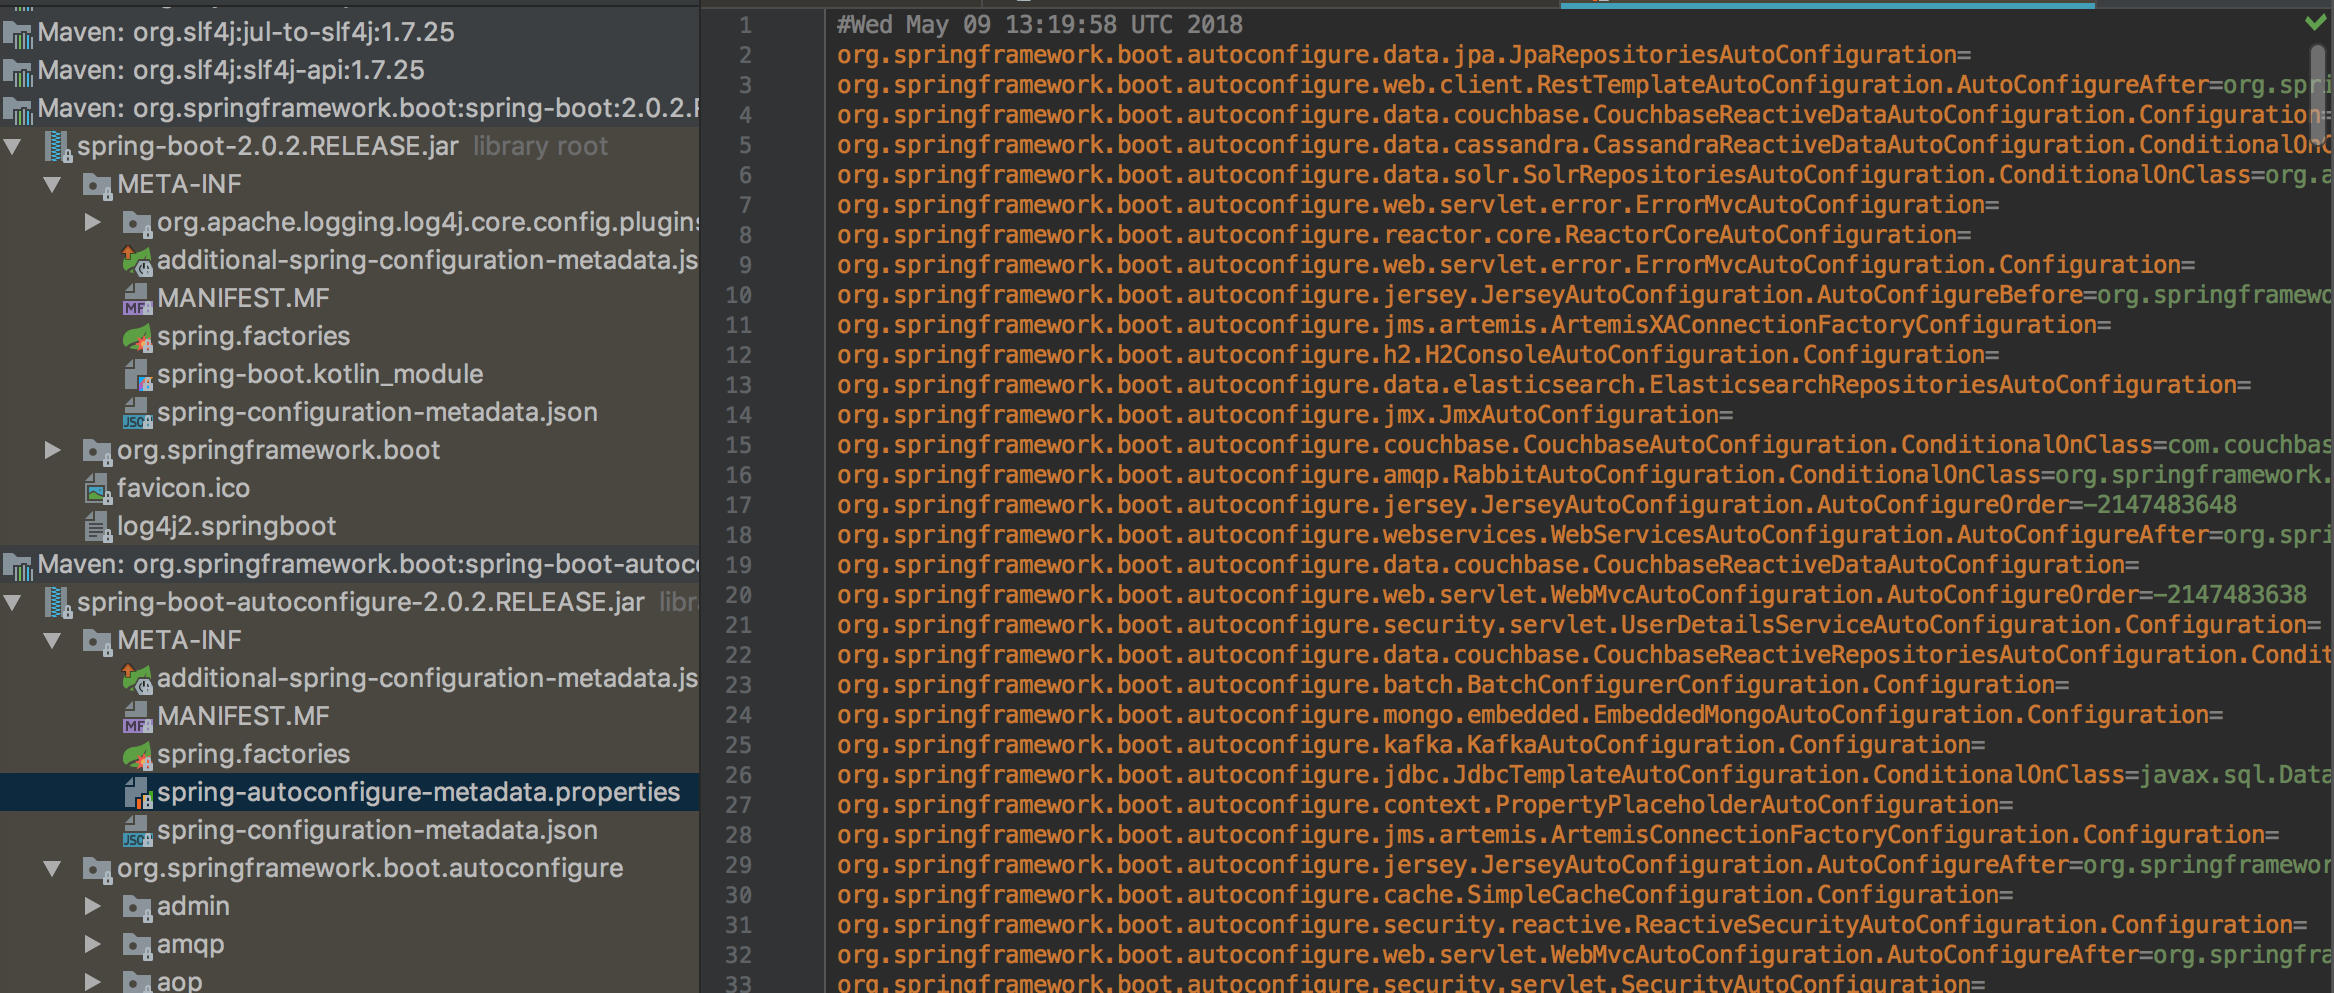 Maven: org.slf4j:jul-to-slf4j:1.7.25
Maven: org.slf4j:slf4j-api:1.7.25
Maven: org.springframework.boot:spring-boot:2.0.2.F
spring-boot-2.0.2.RELEASE.jar library root
META-INF
org.apache.logging.log4j.core.config.plugins
additional-spring-configuration-metadata.js
MANIFEST.MF
spring.factories
spring-boot.kotlin_module
spring-configuration-metadata.json
org.springframework.boot
favicon.ico
log4j2.springboot
Maven: org.springframework.boot:spring-boot-autoco
spring-boot-autoconfigure-2.0.2.RELEASE.jar libr
META-INF
additional-spring-configuration-metadata.js
MANIFEST.MF
spring.factories
spring-autoconfigure-metadata.properties
spring-configuration-metadata.json
org.springframework.boot.autoconfigure
admin
amqp
aop
1 #Wed May 09 13:19:58 UTC 2018
2 org.springframework.boot.autoconfigure.data.jpa.JpaRepositoriesAutoConfiguration=
3 org.springframework.boot.autoconfigure.web.client.RestTemplateAutoConfiguration.AutoConfigureAfter=org.spri
4 org.springframework.boot.autoconfigure.data.couchbase.CouchbaseReactiveDataAutoConfiguration.Configuration=
5 org.springframework.boot.autoconfigure.data.cassandra.CassandraReactiveDataAutoConfiguration.ConditionalOnC
6 org.springframework.boot.autoconfigure.data.solr.SolrRepositoriesAutoConfiguration.ConditionalOnClass=org.a
7 org.springframework.boot.autoconfigure.web.servlet.error.ErrorMvcAutoConfiguration=
8 org.springframework.boot.autoconfigure.reactor.core.ReactorCoreAutoConfiguration=
9 org.springframework.boot.autoconfigure.web.servlet.error.ErrorMvcAutoConfiguration.Configuration=
10 org.springframework.boot.autoconfigure.jersey.JerseyAutoConfiguration.AutoConfigureBefore=org.springframewo
11 org.springframework.boot.autoconfigure.jms.artemis.ArtemisXAConnectionFactoryConfiguration=
12 org.springframework.boot.autoconfigure.h2.H2ConsoleAutoConfiguration.Configuration=
13 org.springframework.boot.autoconfigure.data.elasticsearch.ElasticsearchRepositoriesAutoConfiguration=
14 org.springframework.boot.autoconfigure.jmx.JmxAutoConfiguration=
15 org.springframework.boot.autoconfigure.couchbase.CouchbaseAutoConfiguration.ConditionalOnClass=com.couchbas
16 org.springframework.boot.autoconfigure.amqp.RabbitAutoConfiguration.ConditionalOnClass=org.springframework.
17 org.springframework.boot.autoconfigure.jersey.JerseyAutoConfiguration.AutoConfigureOrder=-2147483648
18 org.springframework.boot.autoconfigure.webservices.WebServicesAutoConfiguration.AutoConfigureAfter=org.spri
19 org.springframework.boot.autoconfigure.data.couchbase.CouchbaseReactiveDataAutoConfiguration=
20 org.springframework.boot.autoconfigure.web.servlet.WebMvcAutoConfiguration.AutoConfigureOrder=-2147483638
21 org.springframework.boot.autoconfigure.security.servlet.UserDetailsServiceAutoConfiguration.Configuration=
22 org.springframework.boot.autoconfigure.data.couchbase.CouchbaseReactiveRepositoriesAutoConfiguration.Condit
23 org.springframework.boot.autoconfigure.batch.BatchConfigurerConfiguration.Configuration=
24 org.springframework.boot.autoconfigure.mongo.embedded.EmbeddedMongoAutoConfiguration.Configuration=
25 org.springframework.boot.autoconfigure.kafka.KafkaAutoConfiguration.Configuration=
26 org.springframework.boot.autoconfigure.jdbc.JdbcTemplateAutoConfiguration.ConditionalOnClass=javax.sql.Data
27 org.springframework.boot.autoconfigure.context.PropertyPlaceholderAutoConfiguration=
28 org.springframework.boot.autoconfigure.jms.artemis.ArtemisConnectionFactoryConfiguration.Configuration=
29 org.springframework.boot.autoconfigure.jersey.JerseyAutoConfiguration.AutoConfigureAfter=org.springframewor
30 org.springframework.boot.autoconfigure.cache.SimpleCacheConfiguration.Configuration=
31 org.springframework.boot.autoconfigure.security.reactive.ReactiveSecurityAutoConfiguration.Configuration=
32 org.springframework.boot.autoconfigure.web.servlet.WebMvcAutoConfiguration.AutoConfigureAfter=org.springfra
33 org.springframework.boot.autoconfigure.security.servlet.SecurityAutoConfiguration=